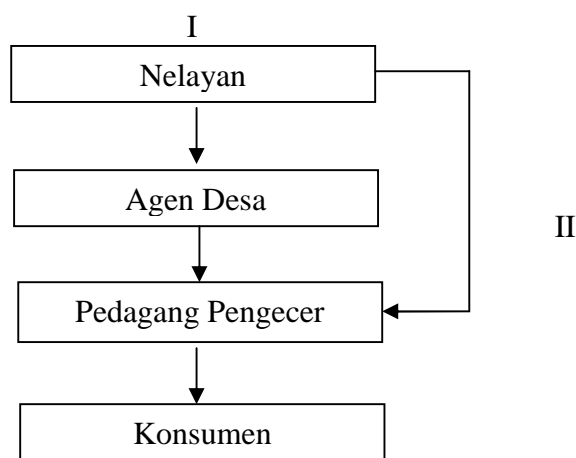 I
Nelayan
Agen Desa
II
Pedagang Pengecer
Konsumen